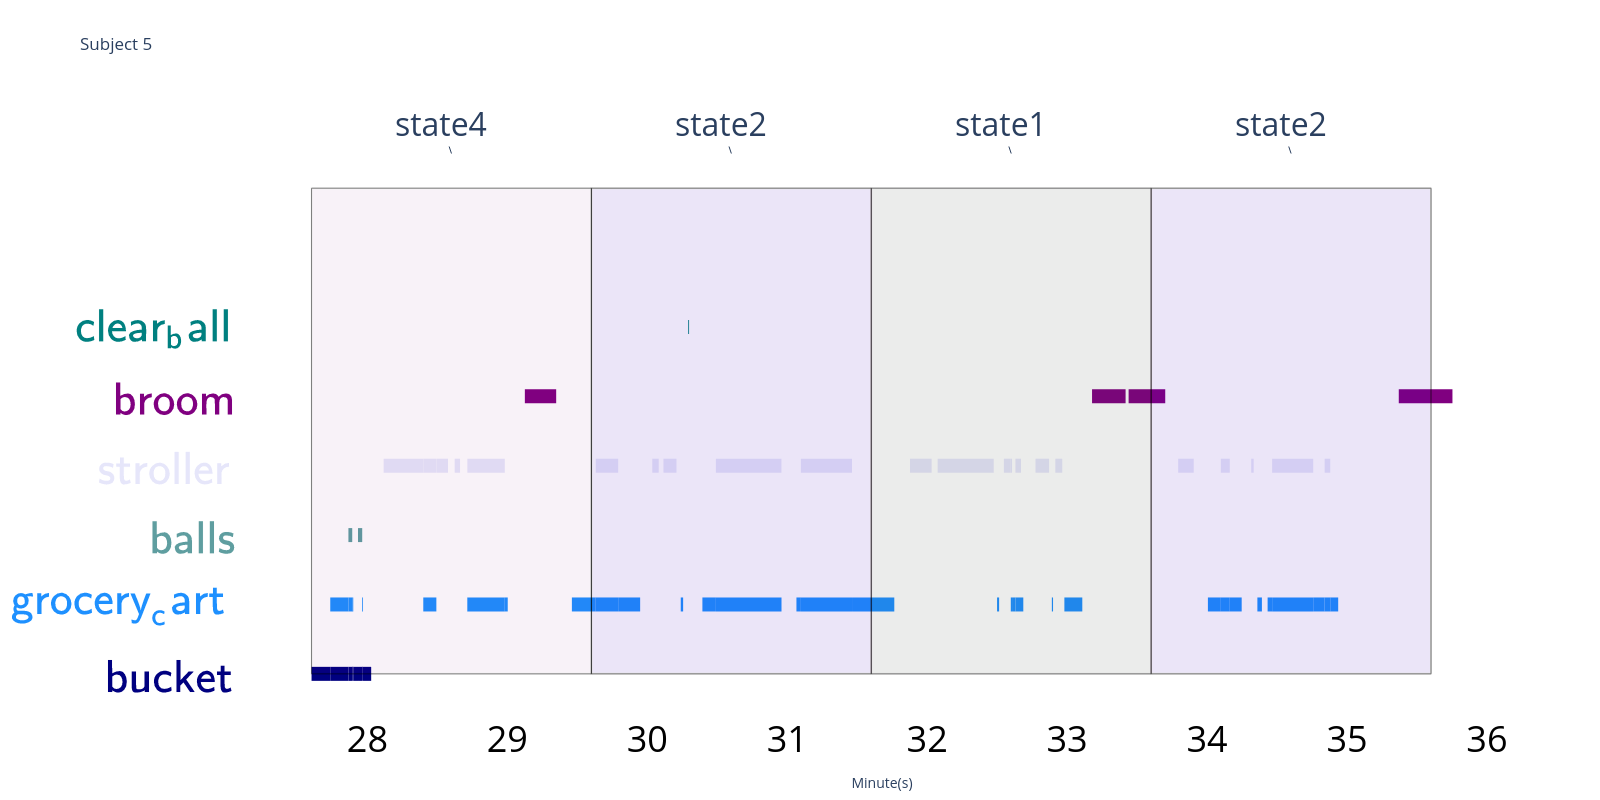 Subject 5
state4 state2 state1 state2
clear_ball
broom
stroller
balls
grocery_cart
bucket
28 29 30 31 32 33 34 35 36
Minute(s)